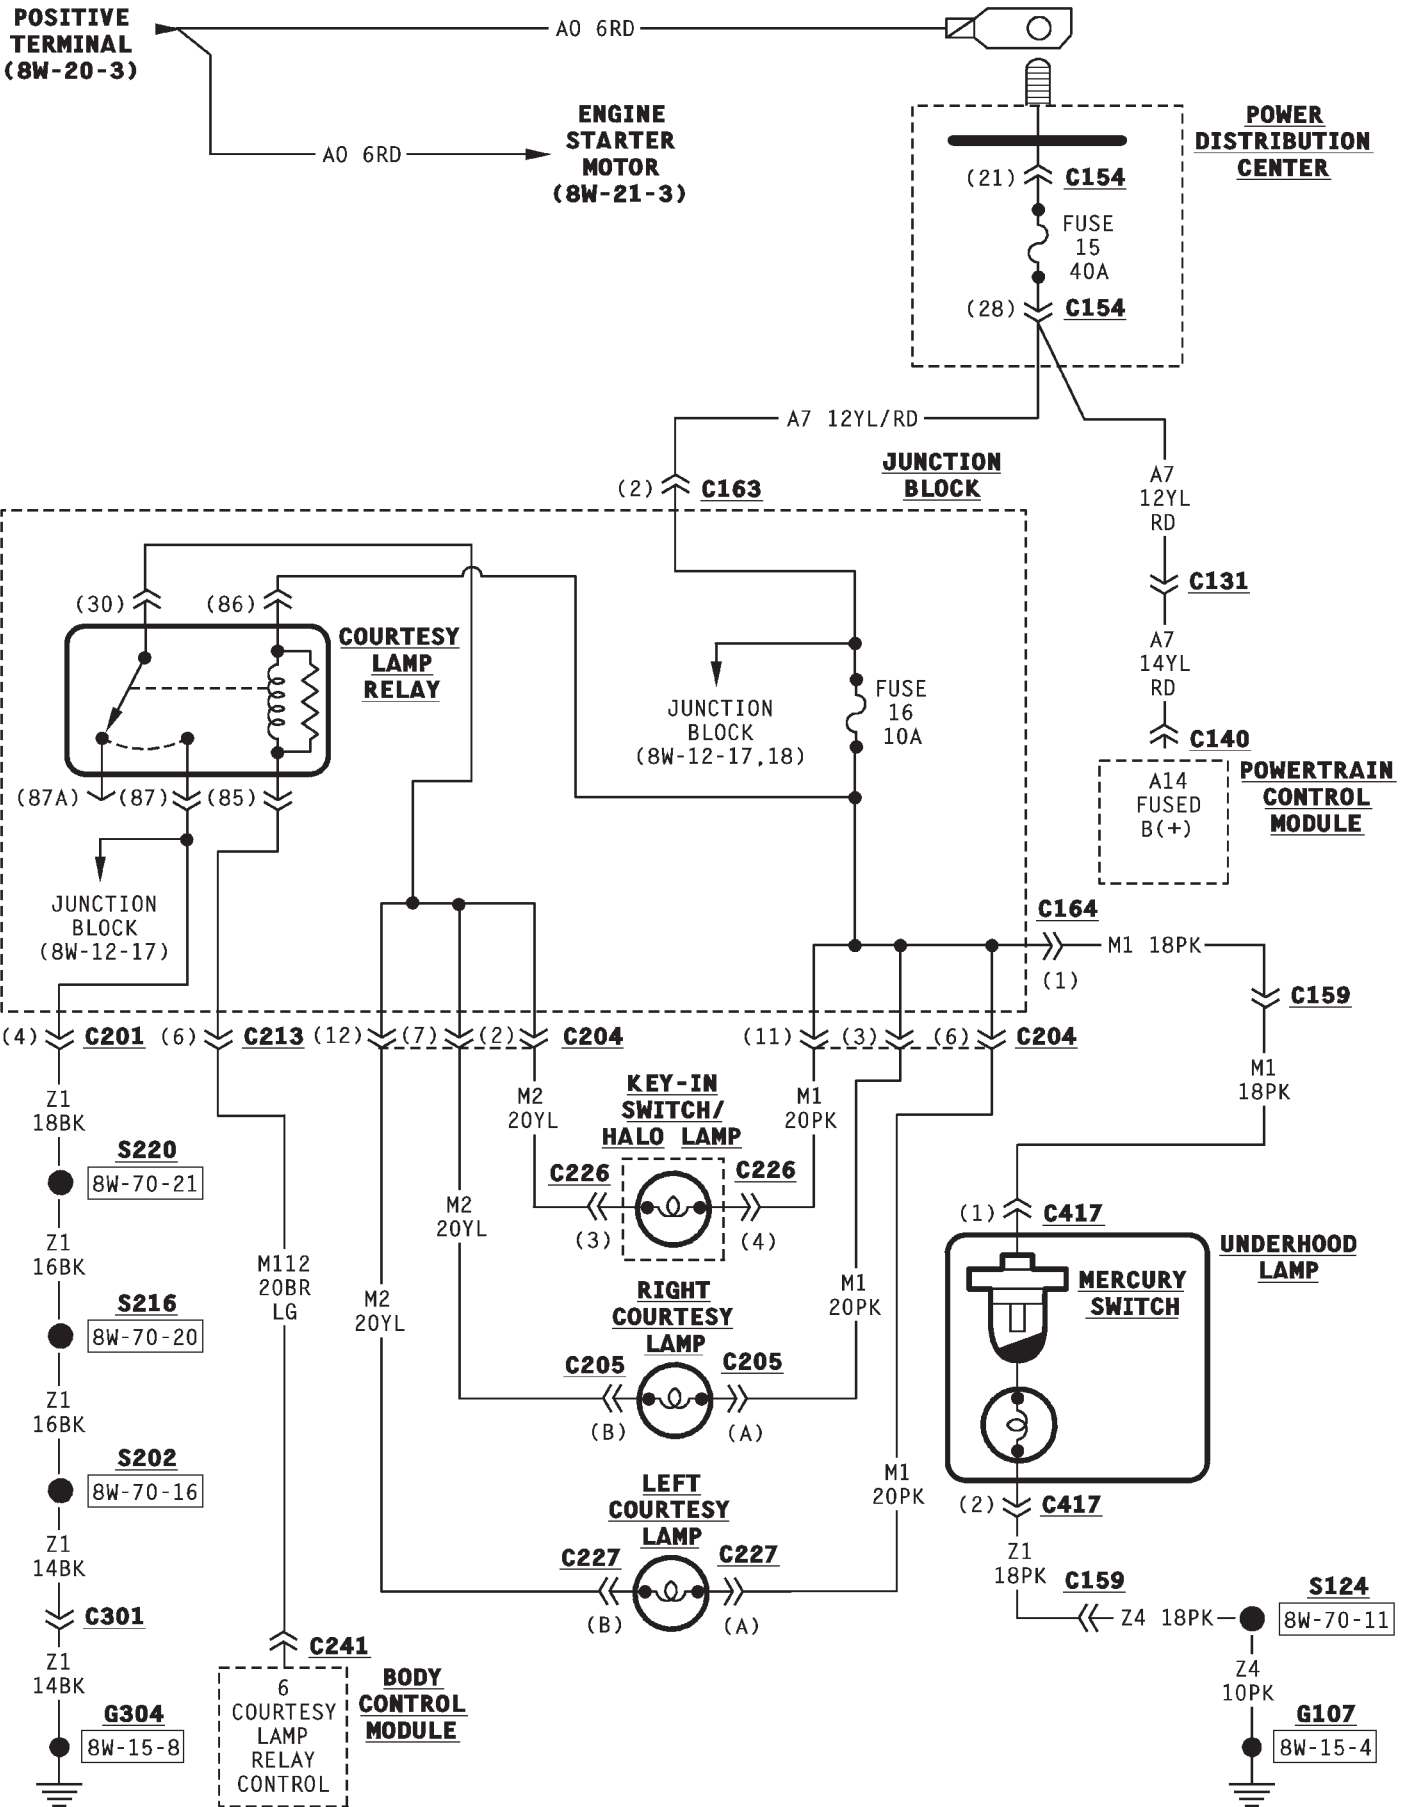 POSITIVE
TERMINAL
(8W-20-3)
A0 6RD
A0 6RD
ENGINE
STARTER
MOTOR
(8W-21-3)
POWER
DISTRIBUTION
CENTER
(21) C154
FUSE
15
40A
(28) C154
A7 12YL/RD
JUNCTION
BLOCK
(2) C163
A7
12YL
RD
C131
A7
14YL
RD
C140
A14
FUSED
B(+)
POWERTRAIN
CONTROL
MODULE
(30)
(86)
COURTESY
LAMP
RELAY
(87A)
(87)
(85)
JUNCTION
BLOCK
(8W-12-17)
JUNCTION
BLOCK
(8W-12-17,18)
FUSE
16
10A
C164
(1)
M1 18PK
C159
M1
18PK
(4) C201
(6) C213
(12)
(7)
(2) C204
(11)
(3)
(6) C204
Z1
18BK
S220
8W-70-21
Z1
16BK
S216
8W-70-20
Z1
16BK
S202
8W-70-16
Z1
14BK
C301
Z1
14BK
G304
8W-15-8
M112
20BR
LG
C241
6
COURTESY
LAMP
RELAY
CONTROL
BODY
CONTROL
MODULE
M2
20YL
M2
20YL
M2
20YL
KEY-IN
SWITCH/
HALO LAMP
C226
(3)
C226
(4)
M1
20PK
RIGHT
COURTESY
LAMP
C205
(B)
C205
(A)
M1
20PK
LEFT
COURTESY
LAMP
C227
(B)
C227
(A)
M1
20PK
(1) C417
UNDERHOOD
LAMP
MERCURY
SWITCH
(2) C417
Z1
18PK
C159
Z4 18PK
S124
8W-70-11
Z4
10PK
G107
8W-15-4